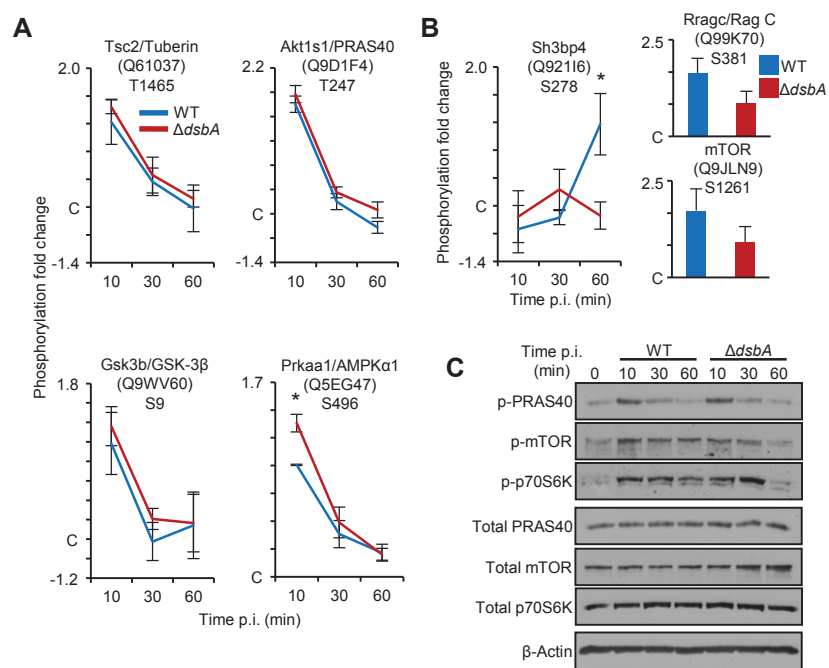 A
Phosphorylation fold change
Tsc2/Tuberin
(Q61037)
T1465
2.0
C
-1.4
WT
ΔdsbA
10 30 60
Akt1s1/PRAS40
(Q9D1F4)
T247
2.2
C
-1.4
10 30 60
Gsk3b/GSK-3β
(Q9WV60)
S9
1.8
C
-1.2
10 30 60
Prkaa1/AMPKα1
(Q5EG47)
S496
1.7
*
C
10 30 60
Time p.i. (min)
B
Phosphorylation fold change
Sh3bp4
(Q921I6)
S278
2.0
*
C
-1.4
10 30 60
Time p.i. (min)
Rragc/Rag C
(Q99K70)
S381
2.5
C
WT
ΔdsbA
mTOR
(Q9JLN9)
S1261
2.5
C
C
Time p.i. WT ΔdsbA
(min) 0 10 30 60 10 30 60
p-PRAS40
p-mTOR
p-p70S6K
Total PRAS40
Total mTOR
Total p70S6K
β-Actin